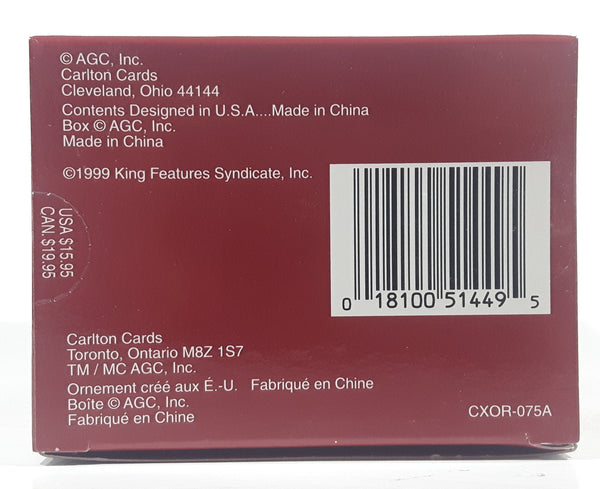 © AGC, Inc.
Carlton Cards
Cleveland, Ohio 44144
Contents Designed in U.S.A....Made in China
Box © AGC, Inc.
Made in China
©1999 King Features Syndicate, Inc.
USA $15.95
CAN. $19.95
0 18100 51449 5
Carlton Cards
Toronto, Ontario M8Z 1S7
TM / MC AGC, Inc.
Ornement créé aux É.-U. Fabriqué en Chine
Boîte © AGC, Inc.
Fabriqué en Chine
CXOR-075A